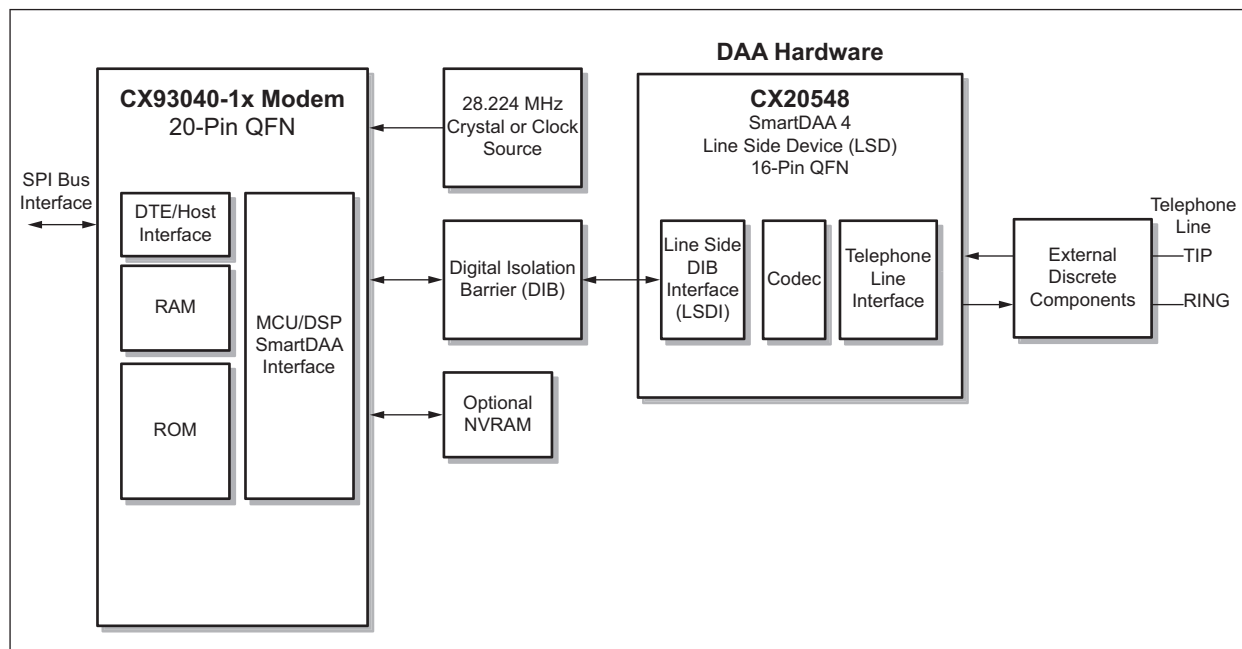 DAA Hardware
CX93040-1x Modem
20-Pin QFN
28.224 MHz
Crystal or Clock
Source
CX20548
SmartDAA 4
Line Side Device (LSD)
16-Pin QFN
SPI Bus
Interface
DTE/Host
Interface
RAM
ROM
MCU/DSP
SmartDAA
Interface
Digital Isolation
Barrier (DIB)
Optional
NVRAM
Line Side
DIB
Interface
(LSDI)
Codec
Telephone
Line
Interface
External
Discrete
Components
Telephone
Line
TIP
RING